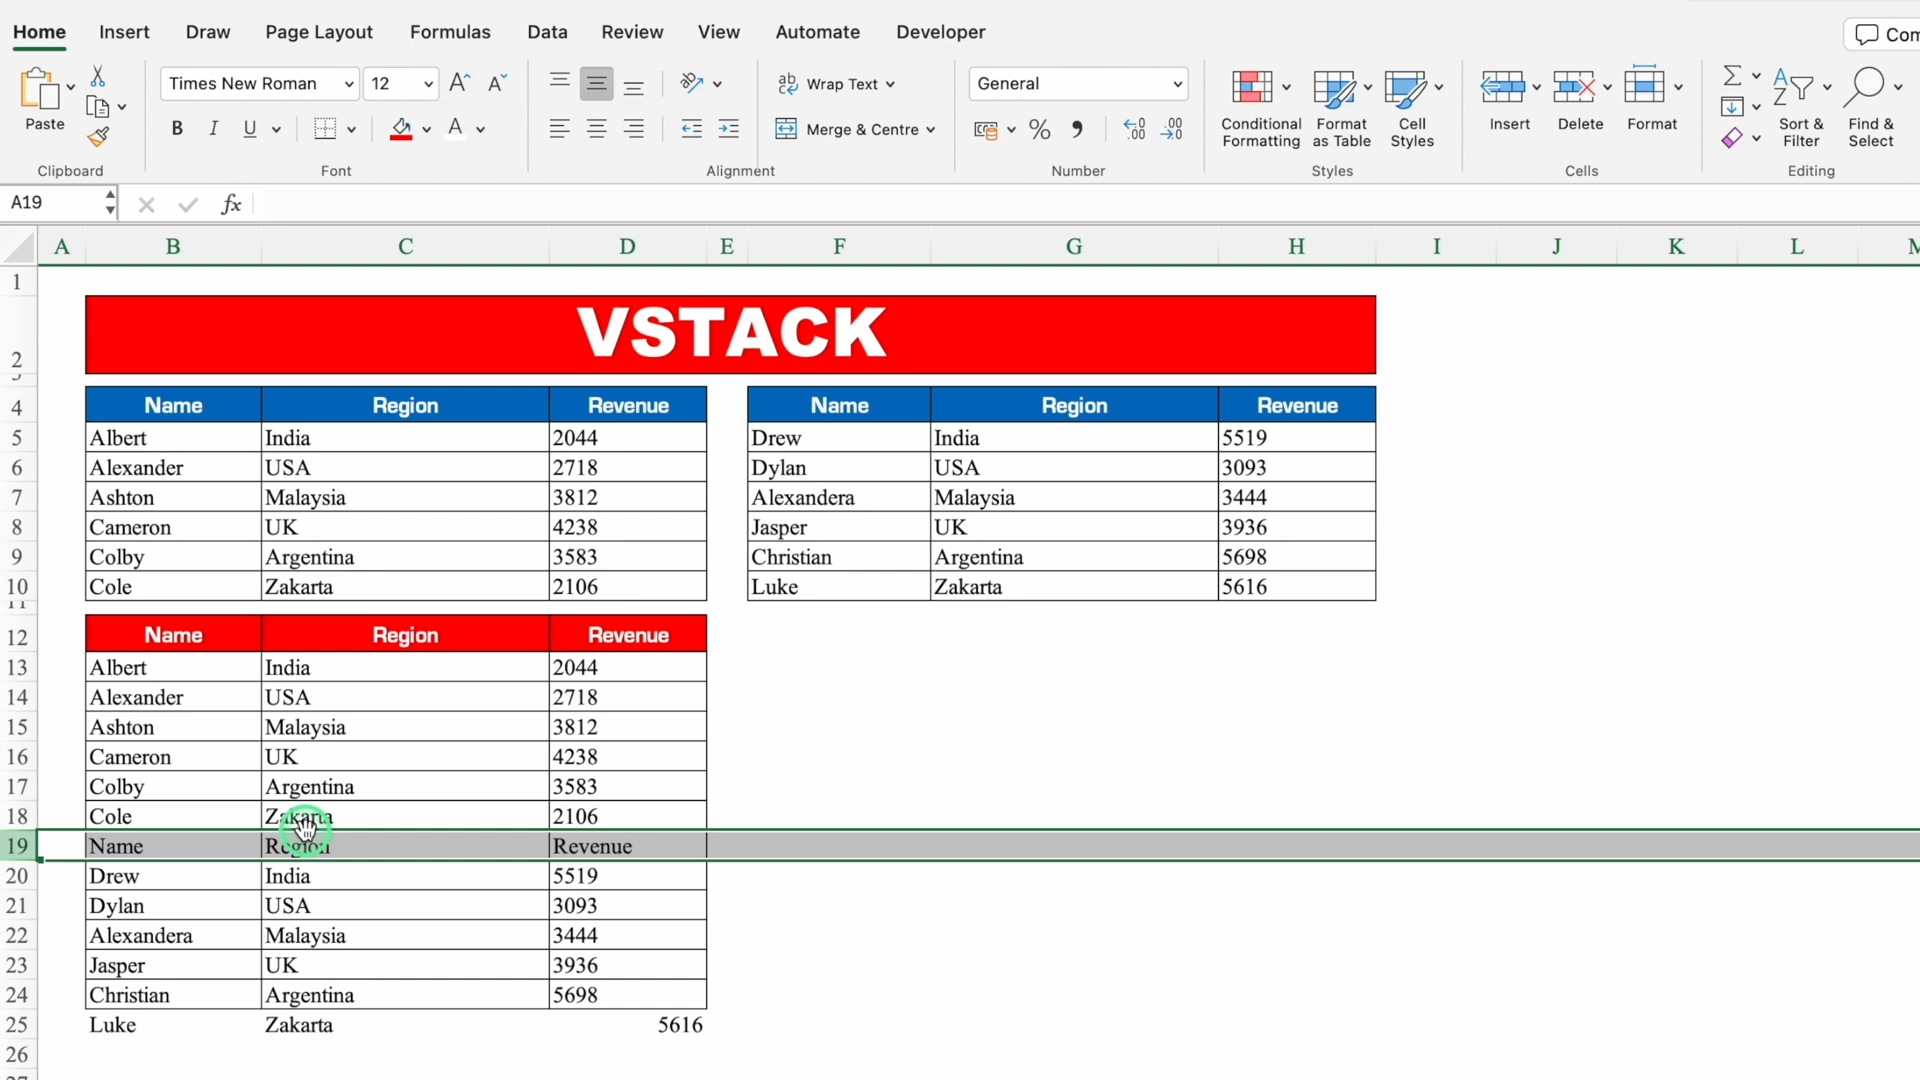 Home Insert Draw Page Layout Formulas Data Review View Automate Developer
Paste
Clipboard
Times New Roman 12
B I U A
Font
ab Wrap Text
Merge & Centre
Alignment
General
% .00
Number
Conditional Formatting
Format as Table
Cell Styles
Styles
Insert
Delete
Format
Cells
Sort & Filter
Find & Select
Editing
A19 fx
A B C D E F G H I J K L
1
2 VSTACK
4 Name Region Revenue Name Region Revenue
5 Albert India 2044 Drew India 5519
6 Alexander USA 2718 Dylan USA 3093
7 Ashton Malaysia 3812 Alexandera Malaysia 3444
8 Cameron UK 4238 Jasper UK 3936
9 Colby Argentina 3583 Christian Argentina 5698
10 Cole Zakarta 2106 Luke Zakarta 5616
12 Name Region Revenue
13 Albert India 2044
14 Alexander USA 2718
15 Ashton Malaysia 3812
16 Cameron UK 4238
17 Colby Argentina 3583
18 Cole Zakarta 2106
19 Name Region Revenue
20 Drew India 5519
21 Dylan USA 3093
22 Alexandera Malaysia 3444
23 Jasper UK 3936
24 Christian Argentina 5698
25 Luke Zakarta 5616
26